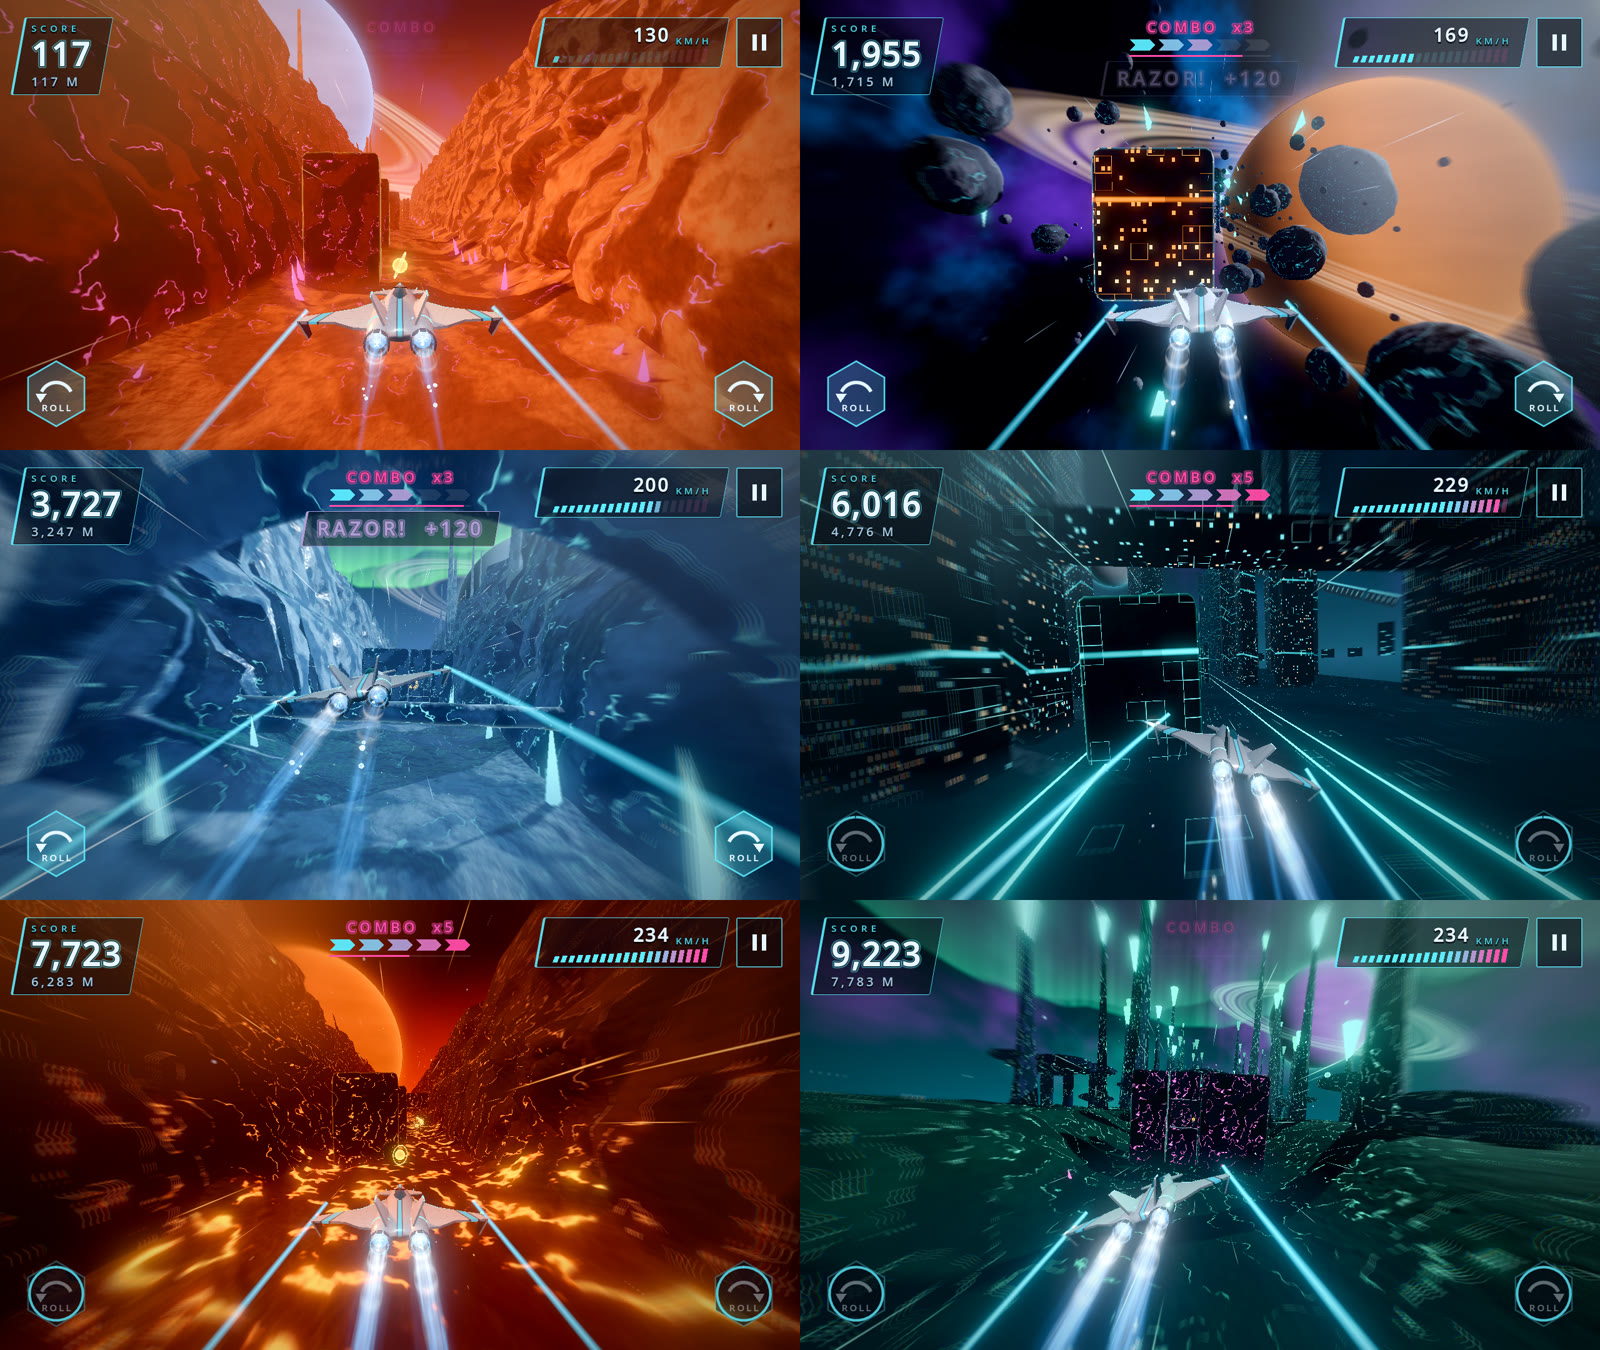 SCORE
117
117 M
COMBO
130 KM/H
ROLL
ROLL
SCORE
1,955
1,715 M
COMBO x3
RAZOR! +120
169 KM/H
ROLL
ROLL
SCORE
3,727
3,247 M
COMBO x3
RAZOR! +120
200 KM/H
ROLL
ROLL
SCORE
6,016
4,776 M
COMBO x5
229 KM/H
ROLL
ROLL
SCORE
7,723
6,283 M
COMBO x5
234 KM/H
ROLL
ROLL
SCORE
9,223
7,783 M
COMBO
234 KM/H
ROLL
ROLL